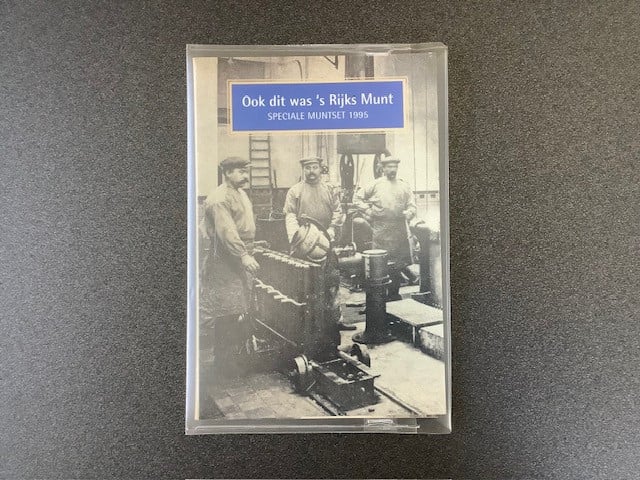 Ook dit was 's Rijks Munt
SPECIALE MUNTSET 1995